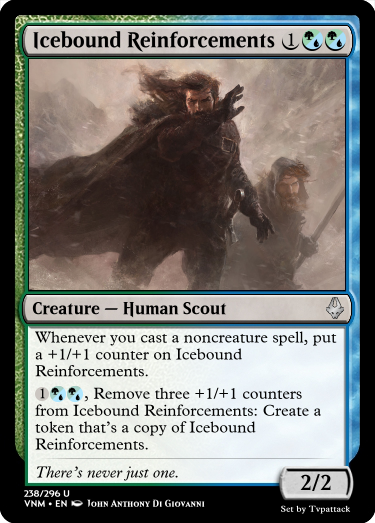 Icebound Reinforcements 1
Creature — Human Scout
Whenever you cast a noncreature spell, put
a +1/+1 counter on Icebound
Reinforcements.
1, Remove three +1/+1 counters
from Icebound Reinforcements: Create a
token that's a copy of Icebound
Reinforcements.
There's never just one.
2/2
238/296 U
VNM • EN John Anthony Di Giovanni
Set by Tvpattack